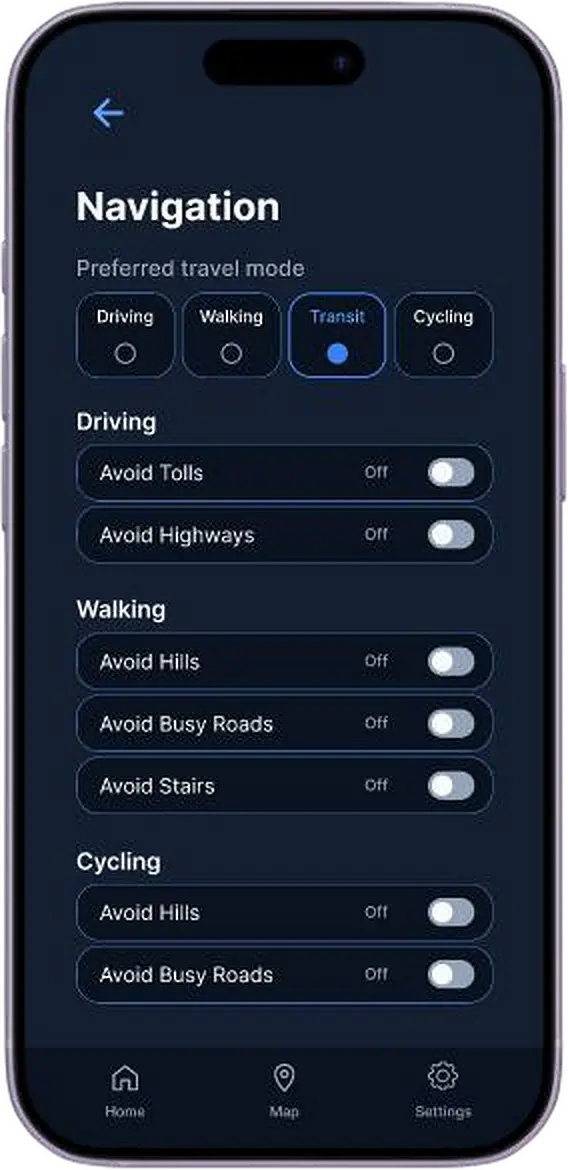 Navigation
Preferred travel mode
Driving Walking Transit Cycling
Driving
Avoid Tolls Off
Avoid Highways Off
Walking
Avoid Hills Off
Avoid Busy Roads Off
Avoid Stairs Off
Cycling
Avoid Hills Off
Avoid Busy Roads Off
Home Map Settings